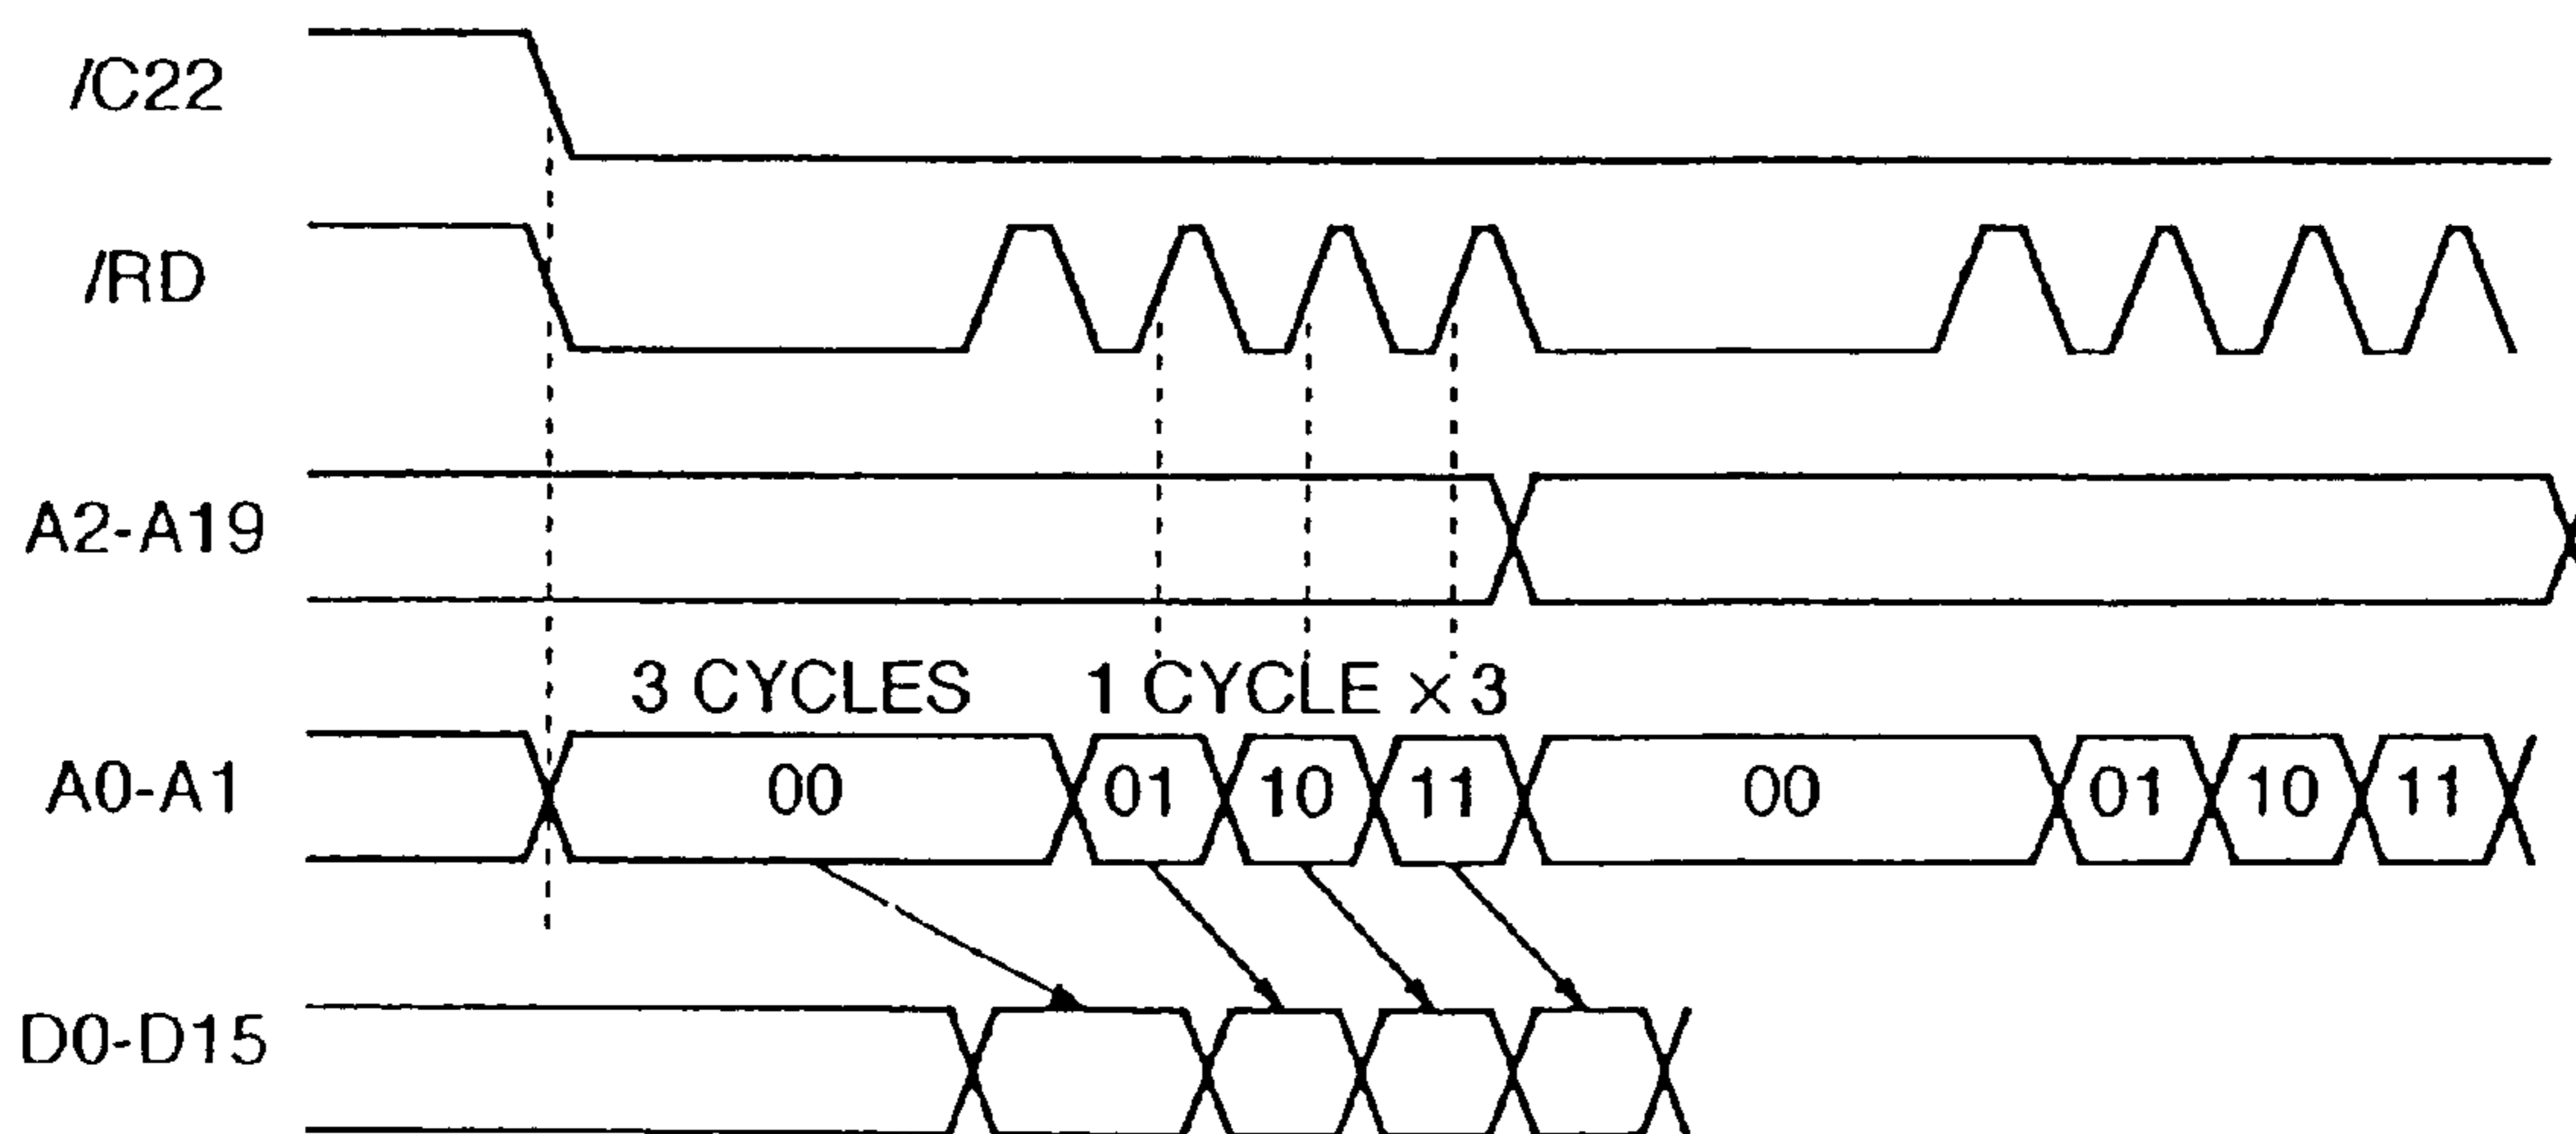 /C22
/RD
A2-A19
3 CYCLES 1 CYCLE × 3
A0-A1 00 01 10 11 00 01 10 11
D0-D15